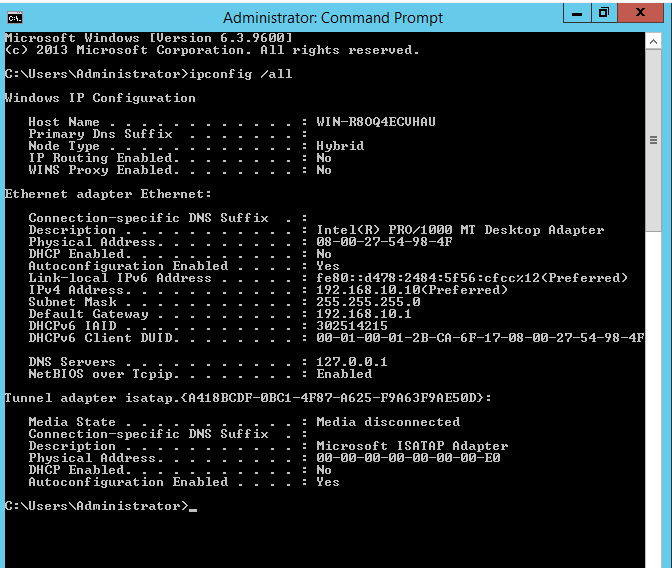 Administrator: Command Prompt
Microsoft Windows [Version 6.3.9600]
(c) 2013 Microsoft Corporation. All rights reserved.
C:\Users\Administrator>ipconfig /all
Windows IP Configuration
Host Name . . . . . . . . . . . . : WIN-R8OQ4ECVHAU
Primary Dns Suffix . . . . . . . :
Node Type . . . . . . . . . . . . : Hybrid
IP Routing Enabled. . . . . . . . : No
WINS Proxy Enabled. . . . . . . . : No
Ethernet adapter Ethernet:
Connection-specific DNS Suffix . :
Description . . . . . . . . . . . : Intel(R) PRO/1000 MT Desktop Adapter
Physical Address. . . . . . . . . : 08-00-27-54-98-4F
DHCP Enabled. . . . . . . . . . . : No
Autoconfiguration Enabled . . . . : Yes
Link-local IPv6 Address . . . . . : fe80::d478:2484:5f56:cfcc%12(Preferred)
IPv4 Address. . . . . . . . . . . : 192.168.10.10(Preferred)
Subnet Mask . . . . . . . . . . . : 255.255.255.0
Default Gateway . . . . . . . . . : 192.168.10.1
DHCPv6 IAID . . . . . . . . . . . : 302514215
DHCPv6 Client DUID. . . . . . . . : 00-01-00-01-2B-CA-6F-17-08-00-27-54-98-4F
DNS Servers . . . . . . . . . . . : 127.0.0.1
NetBIOS over Tcpip. . . . . . . . : Enabled
Tunnel adapter isatap.{A418BCDF-0BC1-4F87-A625-F9A63F9AE50D}:
Media State . . . . . . . . . . . : Media disconnected
Connection-specific DNS Suffix . :
Description . . . . . . . . . . . : Microsoft ISATAP Adapter
Physical Address. . . . . . . . . : 00-00-00-00-00-00-00-E0
DHCP Enabled. . . . . . . . . . . : No
Autoconfiguration Enabled . . . . : Yes
C:\Users\Administrator>_